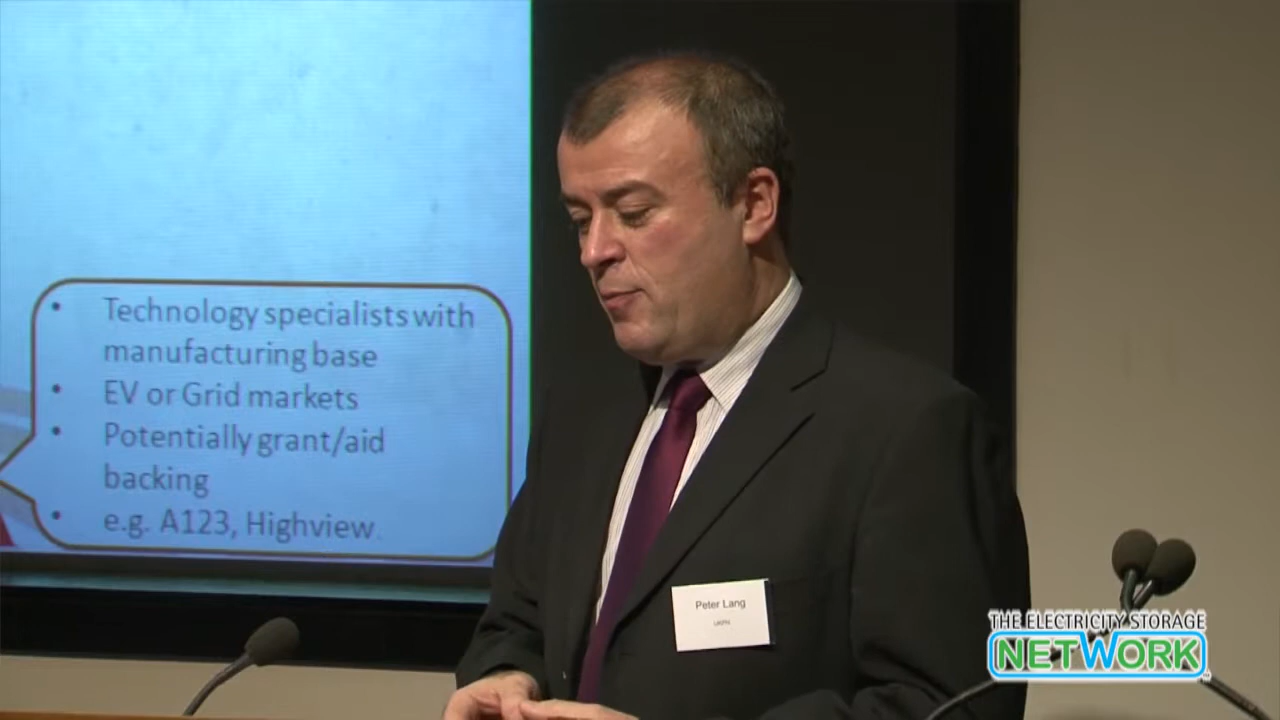 • Technology specialists with
manufacturing base
• EV or Grid markets
• Potentially grant/aid
backing
• e.g. A123, Highview.
Peter Lang
UKPN
THE ELECTRICITY STORAGE
NETWORK